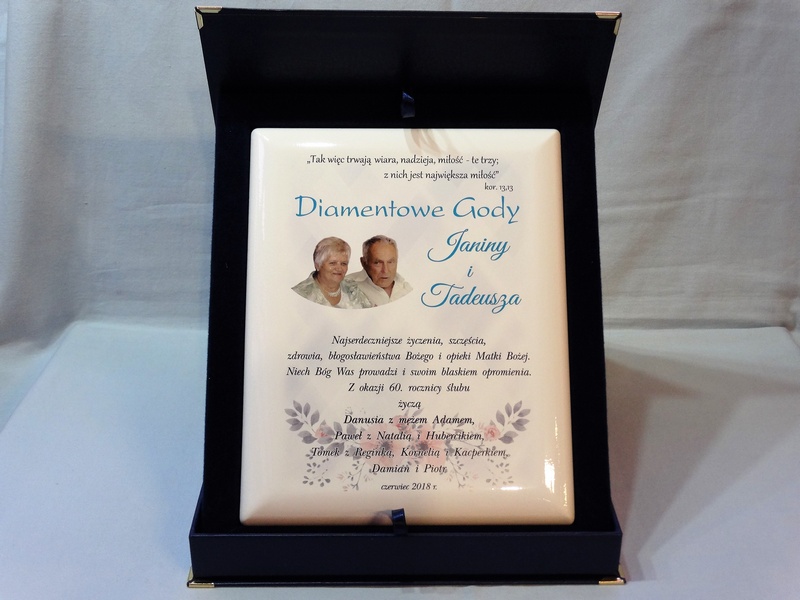 „Tak więc trwają wiara, nadzieja, miłość - te trzy;
z nich jest największa miłość”
kor. 13,13
Diamentowe Gody
Janiny
i
Tadeusza
Najserdeczniejsze życzenia, szczęścia,
zdrowia, błogosławieństwa Bożego i opieki Matki Bożej.
Niech Bóg Was prowadzi i swoim blaskiem opromienia.
Z okazji 60. rocznicy ślubu
życzą
Danusia z mężem Adamem,
Paweł z Natalią i Hubercikiem,
Tomek z Reginką, Kornelią i Kacperkiem,
Damian i Piotr.
czerwiec 2018 r.